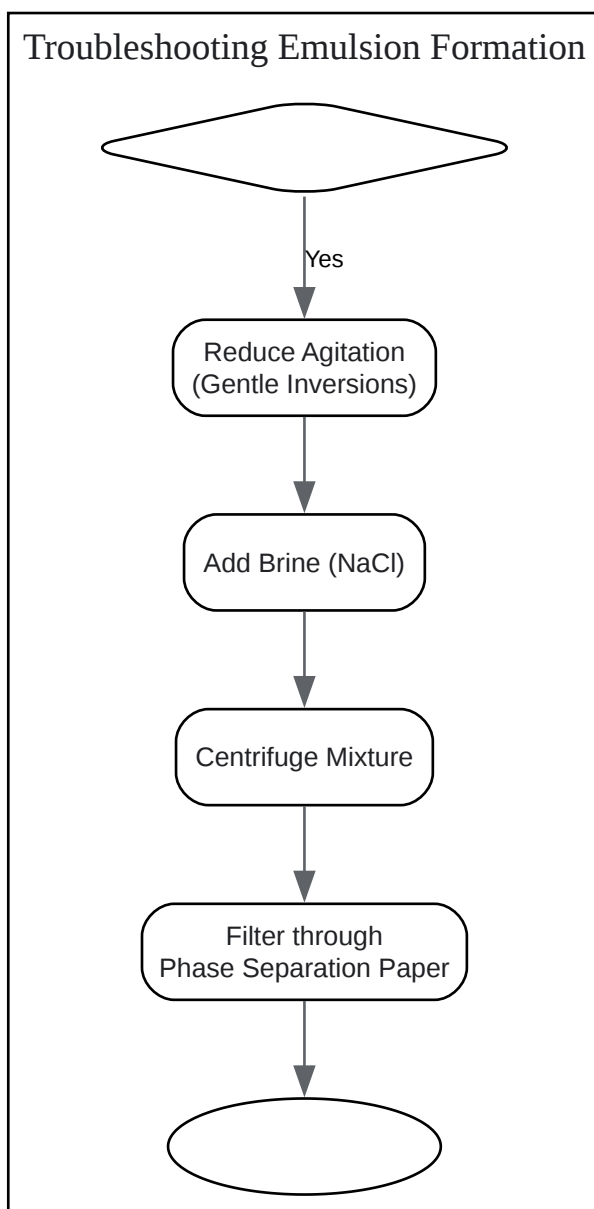 Troubleshooting Emulsion Formation
Yes
Reduce Agitation
(Gentle Inversions)
Add Brine (NaCl)
Centrifuge Mixture
Filter through
Phase Separation Paper